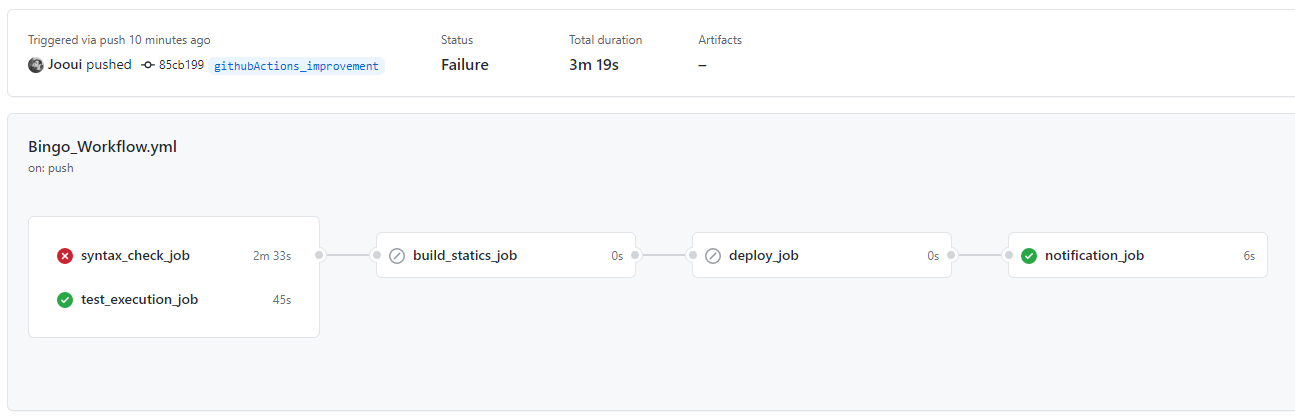 Triggered via push 10 minutes ago
Jooui pushed 85cb199 githubActions_improvement
Status
Failure
Total duration
3m 19s
Artifacts
–
Bingo_Workflow.yml
on: push
syntax_check_job 2m 33s
test_execution_job 45s
build_statics_job 0s
deploy_job 0s
notification_job 6s